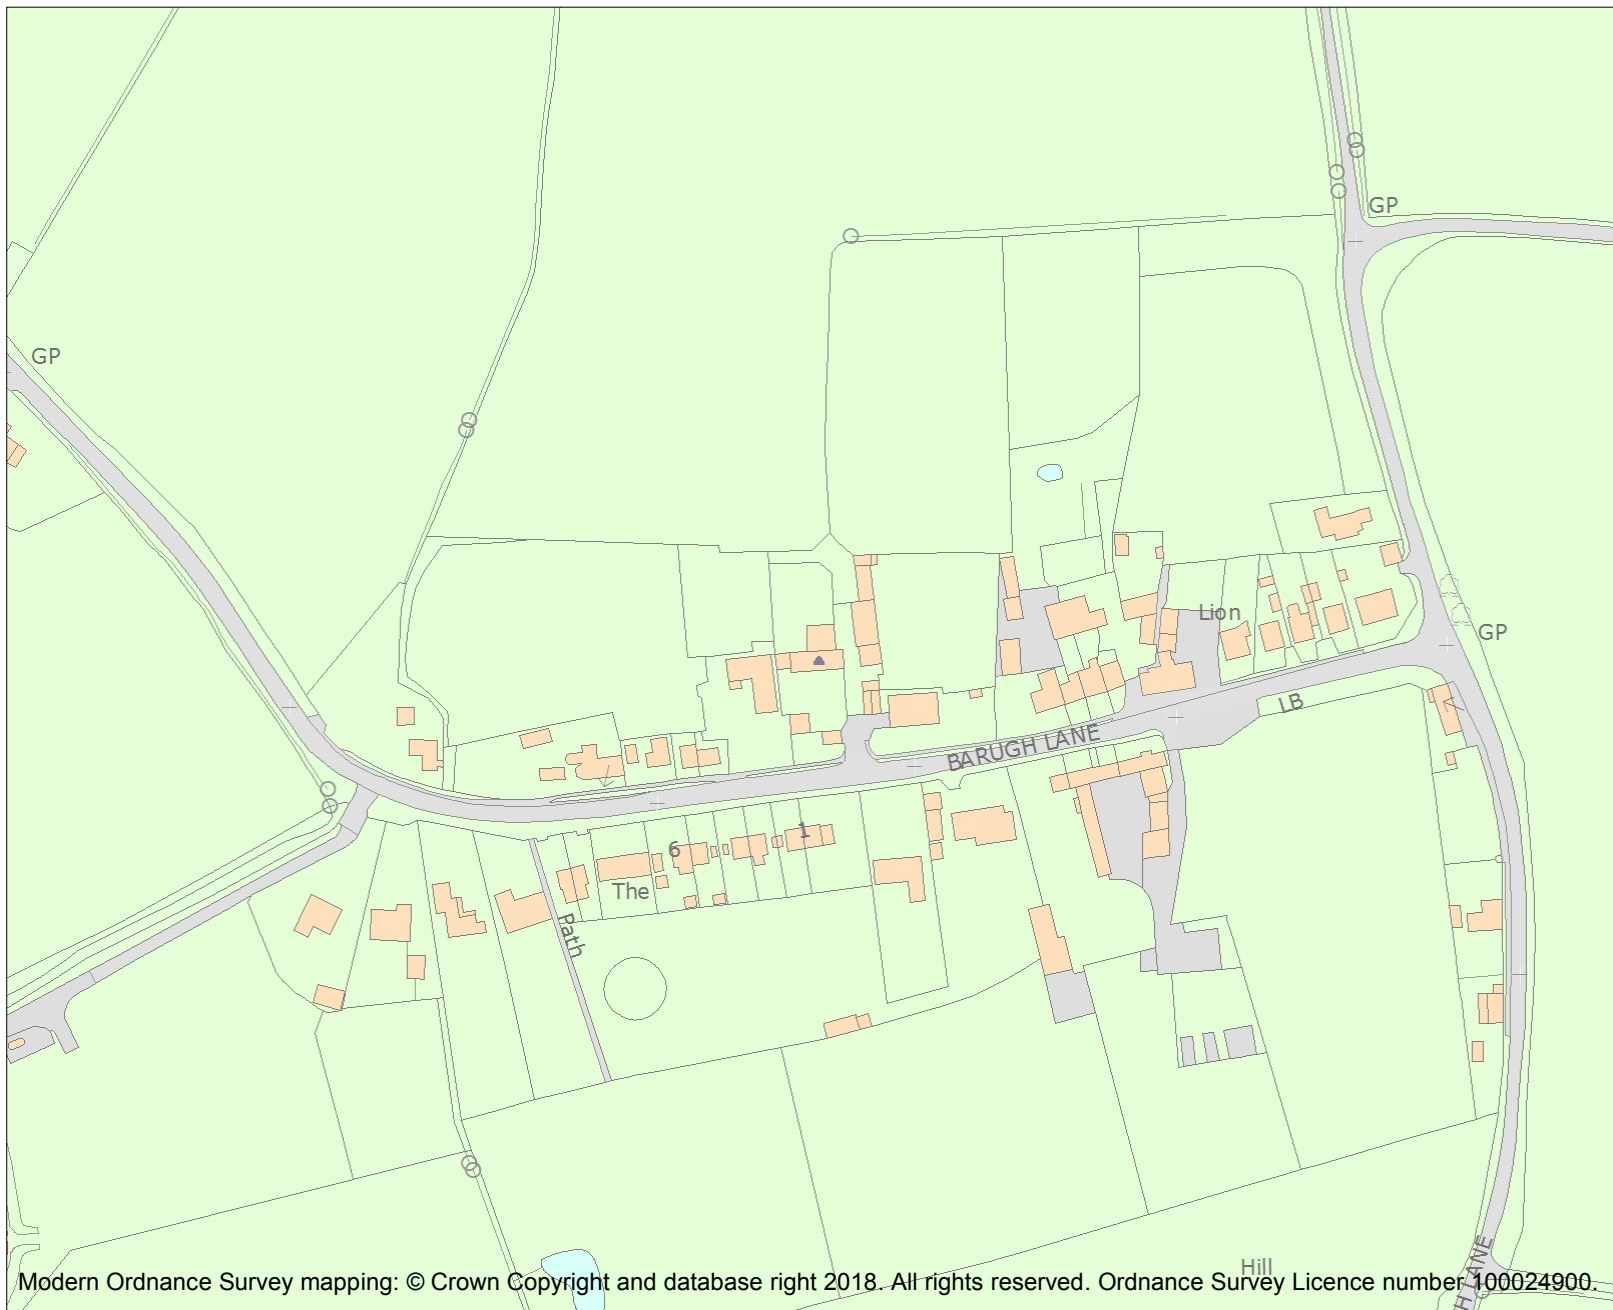 GP
GP
Lion
GP
LB
BARUGH LANE
1
6
The
Path
Hill
H LANE
Modern Ordnance Survey mapping: © Crown Copyright and database right 2018. All rights reserved. Ordnance Survey Licence number 100024900.